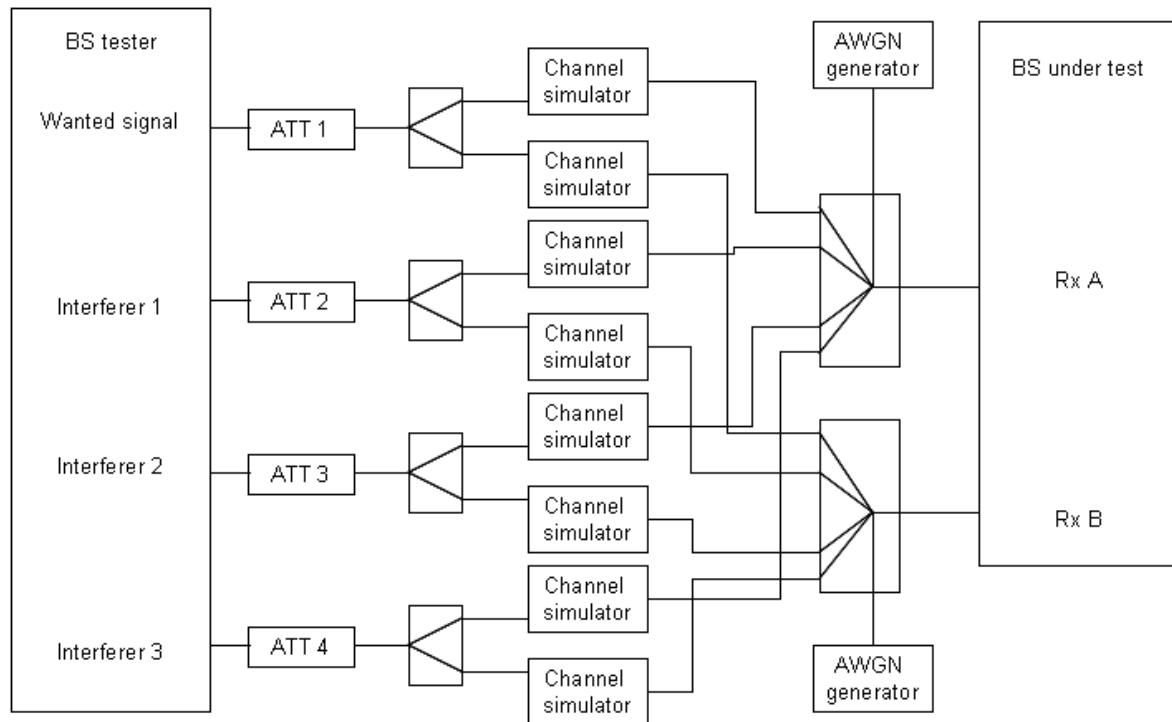 BS tester
Wanted signal
Interferer 1
Interferer 2
Interferer 3
ATT 1
ATT 2
ATT 3
ATT 4
Channel
simulator
Channel
simulator
Channel
simulator
Channel
simulator
Channel
simulator
Channel
simulator
Channel
simulator
Channel
simulator
AWGN
generator
AWGN
generator
BS under test
Rx A
Rx B